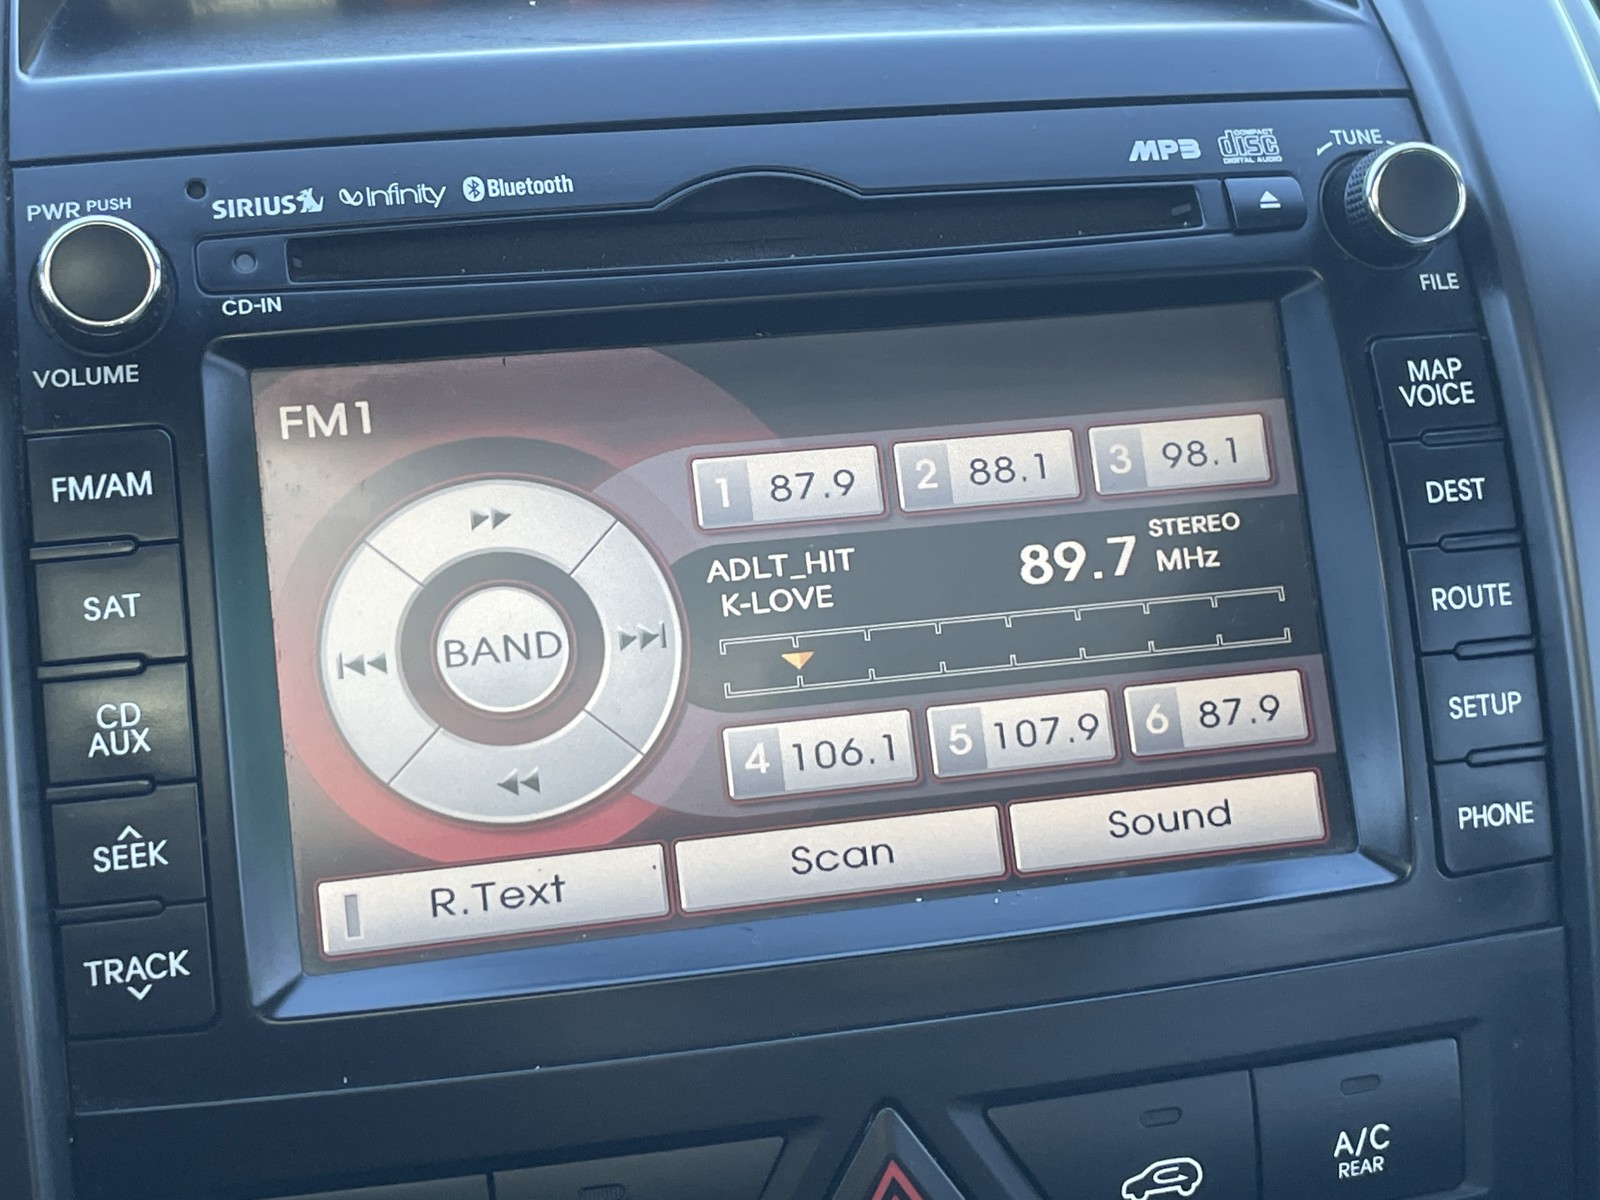 MP3
COMPACT
disc
DIGITAL AUDIO
TUNE
SIRIUS Infinity Bluetooth
PWR PUSH
CD-IN
FILE
VOLUME
MAP
VOICE
FM1
1 87.9 2 88.1 3 98.1
FM/AM
DEST
ADLT_HIT 89.7 STEREO
K-LOVE MHz
SAT
BAND
ROUTE
CD
AUX
4 106.1 5 107.9 6 87.9
SETUP
SEEK
R.Text Scan Sound
PHONE
TRACK
A/C
REAR